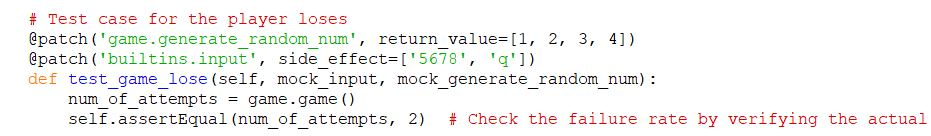 # Test case for the player loses
@patch('game.generate_random_num', return_value=[1, 2, 3, 4])
@patch('builtins.input', side_effect=['5678', 'q'])
def test_game_lose(self, mock_input, mock_generate_random_num):
    num_of_attempts = game.game()
    self.assertEqual(num_of_attempts, 2)  # Check the failure rate by verifying the actual